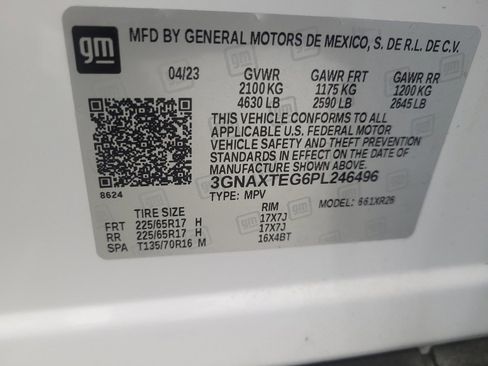 gm
MFD BY GENERAL MOTORS DE MEXICO, S. DE R.L. DE C.V.
04/23 GVWR GAWR FRT GAWR RR
2100 KG 1175 KG 1200 KG
4630 LB 2590 LB 2645 LB
THIS VEHICLE CONFORMS TO ALL
APPLICABLE U.S. FEDERAL MOTOR
VEHICLE SAFETY AND THEFT PREVENTION
STANDARDS IN EFFECT ON THE DATE OF
MANUFACTURE SHOWN ABOVE.
3GNAXTEG6PL246496
8624 TYPE: MPV MODEL: 661XR26
TIRE SIZE RIM
FRT 225/65R17 H 17X7J
RR 225/65R17 H 17X7J
SPA T135/70R16 M 16X4BT